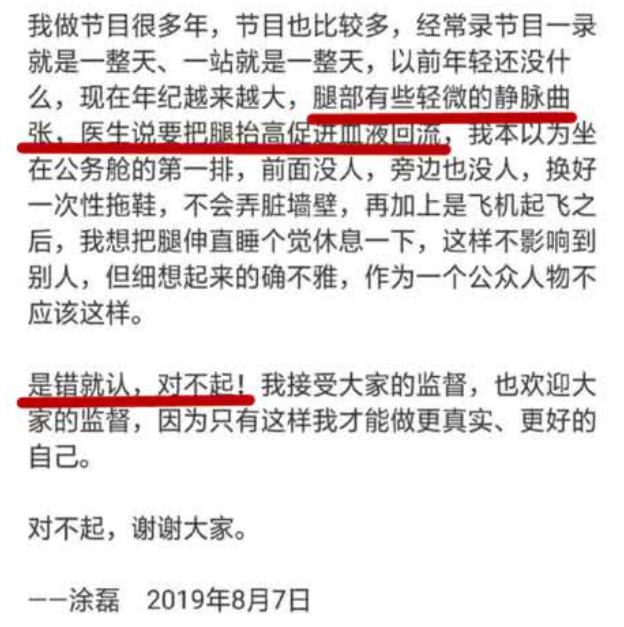 我做节目很多年，节目也比较多，经常录节目一录
就是一整天、一站就是一整天，以前年轻还没什
么，现在年纪越来越大，腿部有些轻微的静脉曲
张，医生说要把腿抬高促进血液回流，我本以为坐
在公务舱的第一排，前面没人，旁边也没人，换好
一次性拖鞋，不会弄脏墙壁，再加上是飞机起飞之
后，我想把腿伸直睡个觉休息一下，这样不影响到
别人，但细想起来的确不雅，作为一个公众人物不
应该这样。
是错就认，对不起！我接受大家的监督，也欢迎大
家的监督，因为只有这样我才能做更真实、更好的
自己。
对不起，谢谢大家。
——涂磊 2019年8月7日